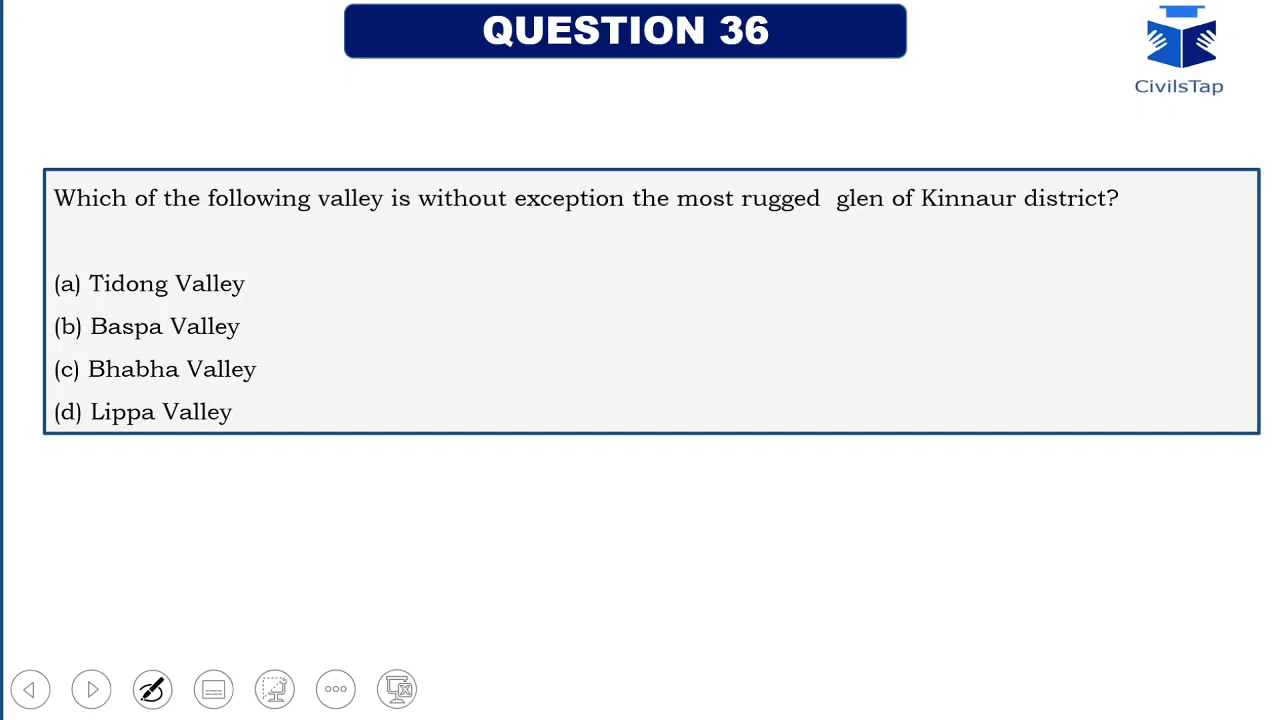 QUESTION 36
CivilsTap
Which of the following valley is without exception the most rugged  glen of Kinnaur district?
(a) Tidong Valley
(b) Baspa Valley
(c) Bhabha Valley
(d) Lippa Valley